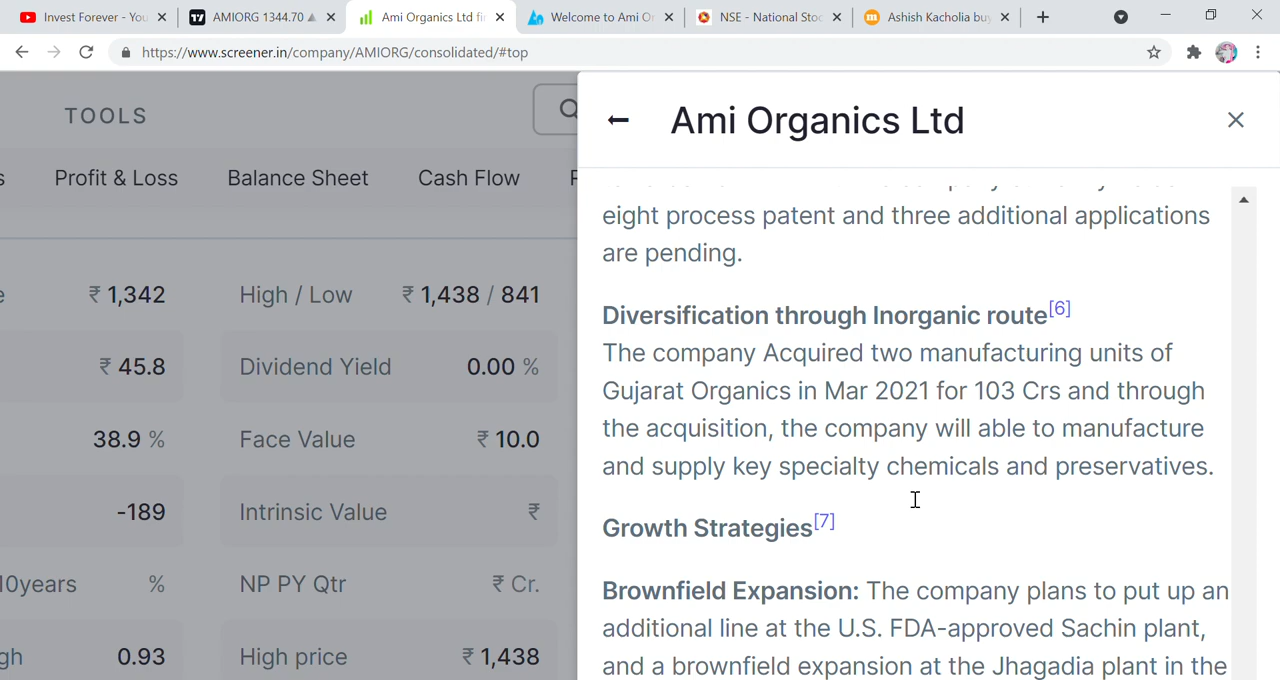 Invest Forever - You
AMIORG 1344.70
Ami Organics Ltd fi
Welcome to Ami O
NSE - National Stoc
Ashish Kacholia buy
https://www.screener.in/company/AMIORG/consolidated/#top
TOOLS
Ami Organics Ltd
s Profit & Loss Balance Sheet Cash Flow
eight process patent and three additional applications
are pending.
e ₹ 1,342 High / Low ₹ 1,438 / 841
₹ 45.8 Dividend Yield 0.00 %
38.9 % Face Value ₹ 10.0
-189 Intrinsic Value ₹
10years % NP PY Qtr ₹ Cr.
gh 0.93 High price ₹ 1,438
Diversification through Inorganic route[6]
The company Acquired two manufacturing units of
Gujarat Organics in Mar 2021 for 103 Crs and through
the acquisition, the company will able to manufacture
and supply key specialty chemicals and preservatives.
Growth Strategies[7]
Brownfield Expansion: The company plans to put up an
additional line at the U.S. FDA-approved Sachin plant,
and a brownfield expansion at the Jhagadia plant in the